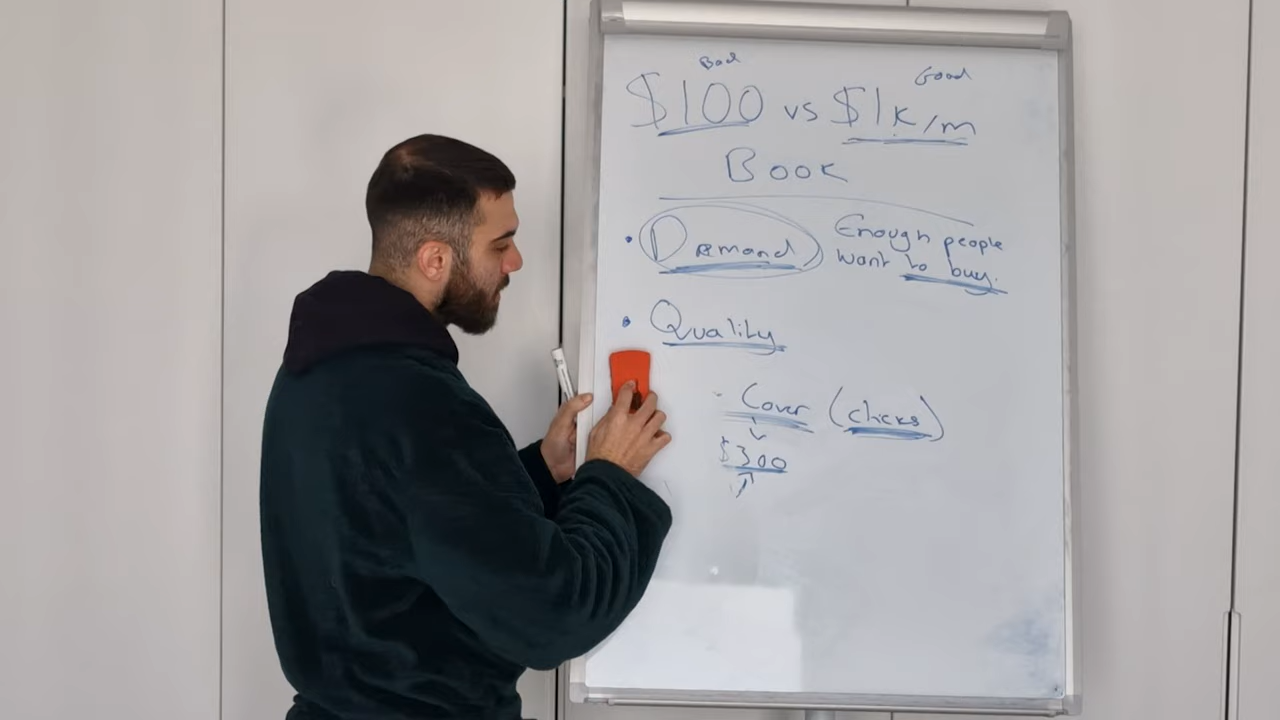 Bad
Good
$100 vs $1k/m
Book
• Demand
Enough people
want to buy.
• Quality
- Cover (clicks)
$300